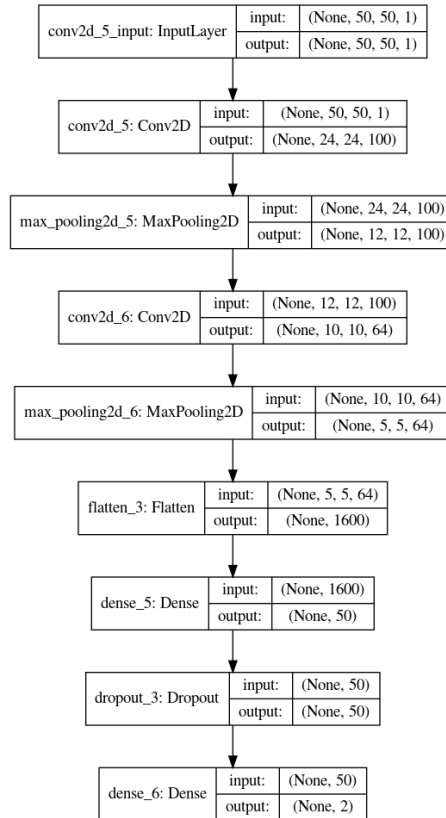 conv2d_5_input: InputLayer
input: (None, 50, 50, 1)
output: (None, 50, 50, 1)
conv2d_5: Conv2D
input: (None, 50, 50, 1)
output: (None, 24, 24, 100)
max_pooling2d_5: MaxPooling2D
input: (None, 24, 24, 100)
output: (None, 12, 12, 100)
conv2d_6: Conv2D
input: (None, 12, 12, 100)
output: (None, 10, 10, 64)
max_pooling2d_6: MaxPooling2D
input: (None, 10, 10, 64)
output: (None, 5, 5, 64)
flatten_3: Flatten
input: (None, 5, 5, 64)
output: (None, 1600)
dense_5: Dense
input: (None, 1600)
output: (None, 50)
dropout_3: Dropout
input: (None, 50)
output: (None, 50)
dense_6: Dense
input: (None, 50)
output: (None, 2)